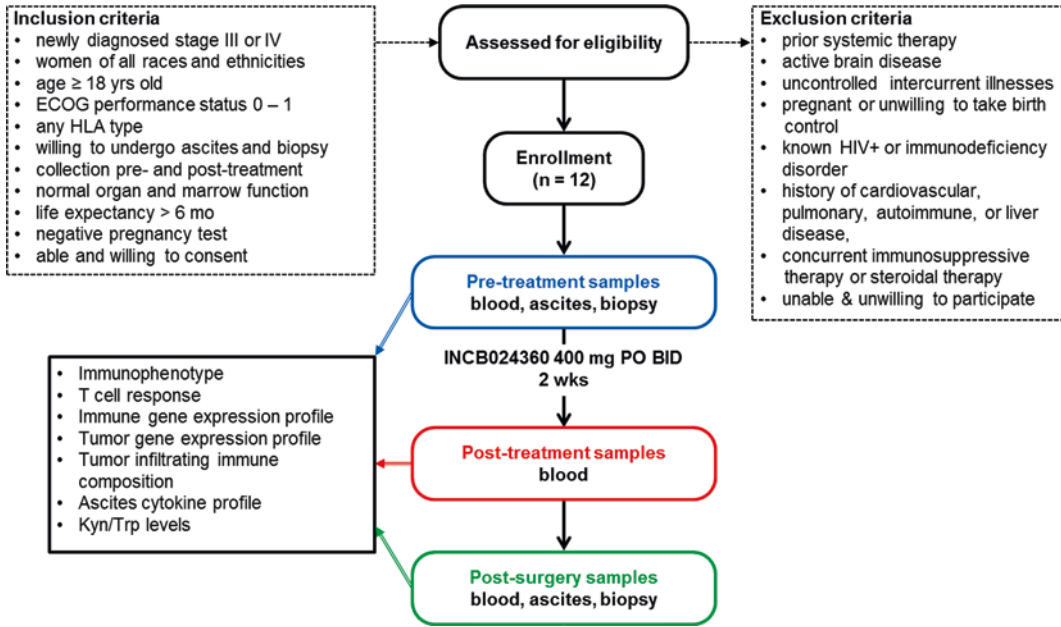 Inclusion criteria
• newly diagnosed stage III or IV
• women of all races and ethnicities
• age ≥ 18 yrs old
• ECOG performance status 0 – 1
• any HLA type
• willing to undergo ascites and biopsy
• collection pre- and post-treatment
• normal organ and marrow function
• life expectancy > 6 mo
• negative pregnancy test
• able and willing to consent
Assessed for eligibility
Exclusion criteria
• prior systemic therapy
• active brain disease
• uncontrolled intercurrent illnesses
• pregnant or unwilling to take birth
control
• known HIV+ or immunodeficiency
disorder
• history of cardiovascular,
pulmonary, autoimmune, or liver
disease,
• concurrent immunosuppressive
therapy or steroidal therapy
• unable & unwilling to participate
Enrollment
(n = 12)
Pre-treatment samples
blood, ascites, biopsy
INCB024360 400 mg PO BID
2 wks
• Immunophenotype
• T cell response
• Immune gene expression profile
• Tumor gene expression profile
• Tumor infiltrating immune
composition
• Ascites cytokine profile
• Kyn/Trp levels
Post-treatment samples
blood
Post-surgery samples
blood, ascites, biopsy